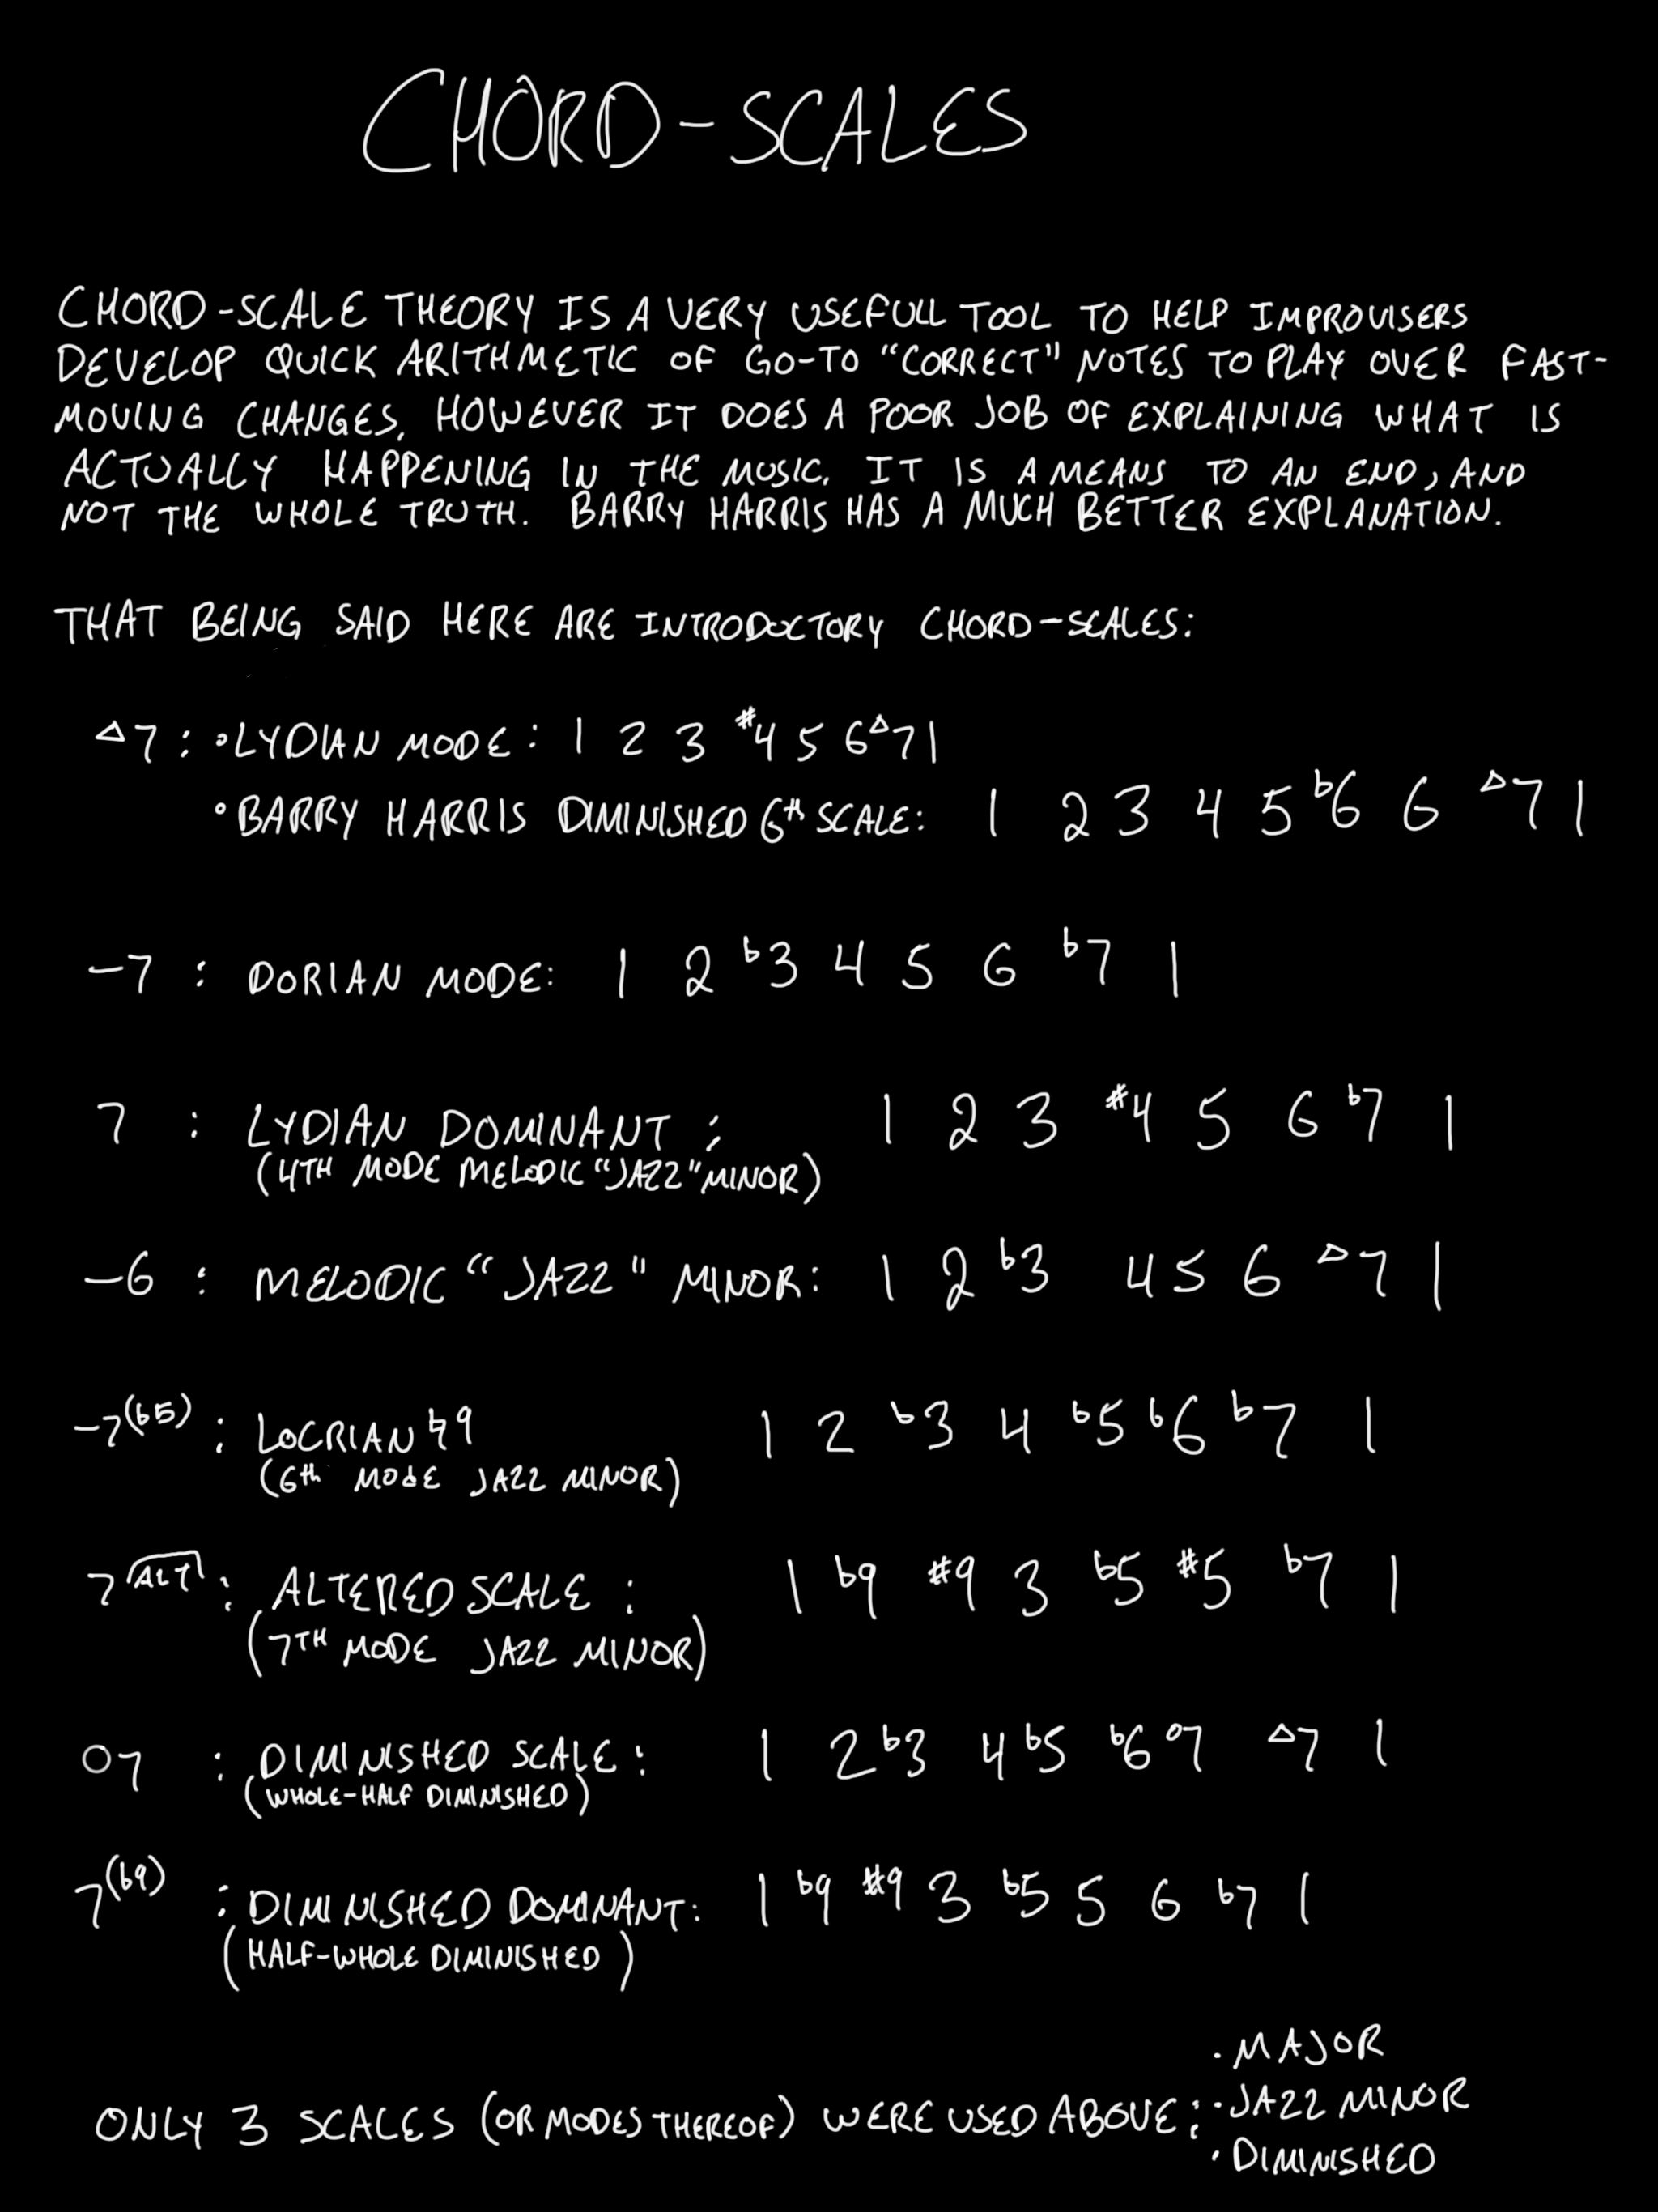 CHORD-SCALES
CHORD-SCALE THEORY IS A VERY USEFULL TOOL TO HELP IMPROVISERS
DEVELOP QUICK ARITHMETIC OF GO-TO "CORRECT" NOTES TO PLAY OVER FAST-
MOVING CHANGES, HOWEVER IT DOES A POOR JOB OF EXPLAINING WHAT IS
ACTUALLY HAPPENING IN THE MUSIC. IT IS A MEANS TO AN END, AND
NOT THE WHOLE TRUTH. BARRY HARRIS HAS A MUCH BETTER EXPLANATION.
THAT BEING SAID HERE ARE INTRODUCTORY CHORD-SCALES:
△7 : •LYDIAN MODE: 1 2 3 #4 5 6 △7 1
•BARRY HARRIS DIMINISHED 6th SCALE: 1 2 3 4 5 b6 6 △7 1
-7 : DORIAN MODE: 1 2 b3 4 5 6 b7 1
7 : LYDIAN DOMINANT: 1 2 3 #4 5 6 b7 1
(4TH MODE MELODIC "JAZZ" MINOR)
-6 : MELODIC "JAZZ" MINOR: 1 2 b3 4 5 6 △7 1
-7(b5) : LOCRIAN ♮9 1 2 b3 4 b5 b6 b7 1
(6th MODE JAZZ MINOR)
7 ALT : ALTERED SCALE : 1 b9 #9 3 b5 #5 b7 1
(7TH MODE JAZZ MINOR)
O7 : DIMINISHED SCALE: 1 2 b3 4 b5 b6 o7 △7 1
(WHOLE-HALF DIMINISHED)
7(b9) : DIMINISHED DOMINANT: 1 b9 #9 3 b5 5 6 b7 1
(HALF-WHOLE DIMINISHED)
ONLY 3 SCALES (OR MODES THEREOF) WERE USED ABOVE:
•MAJOR
•JAZZ MINOR
•DIMINISHED